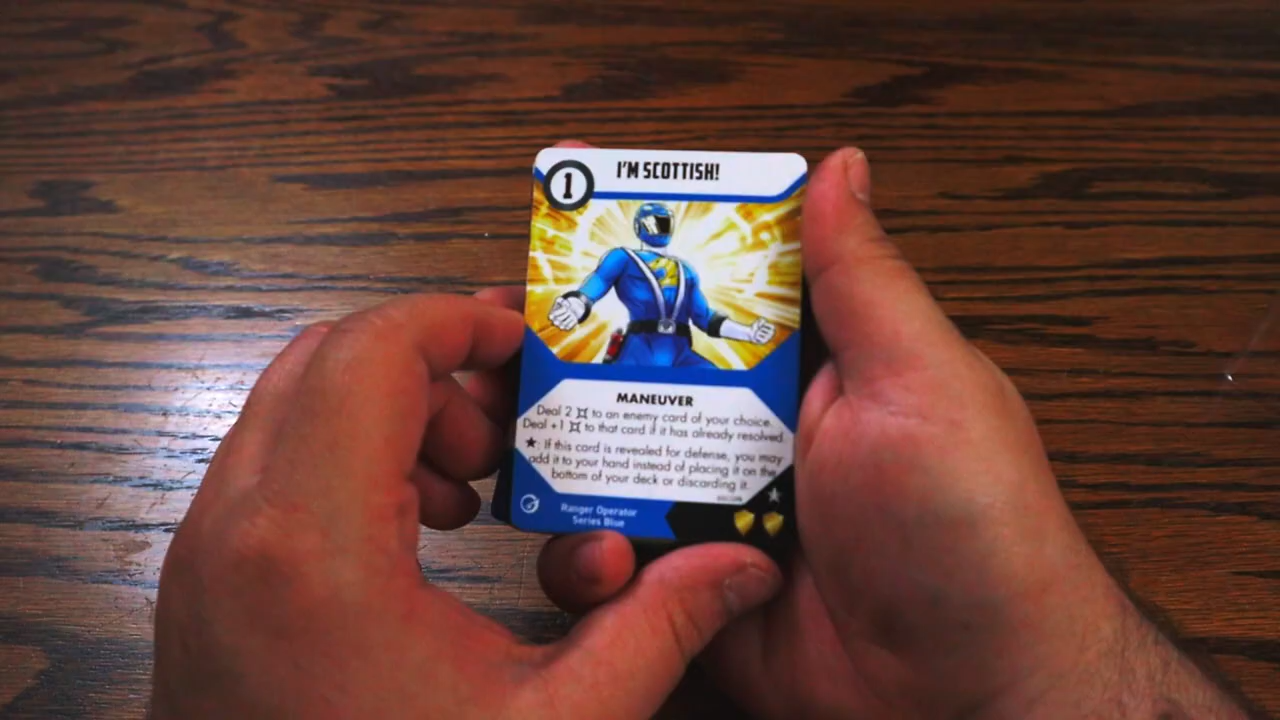 I'M SCOTTISH!
1
MANEUVER
Deal 2 to an enemy card of your choice.
Deal +1 to that card if it has already resolved.
★: If this card is revealed for defense, you may
add it to your hand instead of placing it on the
bottom of your deck or discarding it.
Ranger Operator
Series Blue